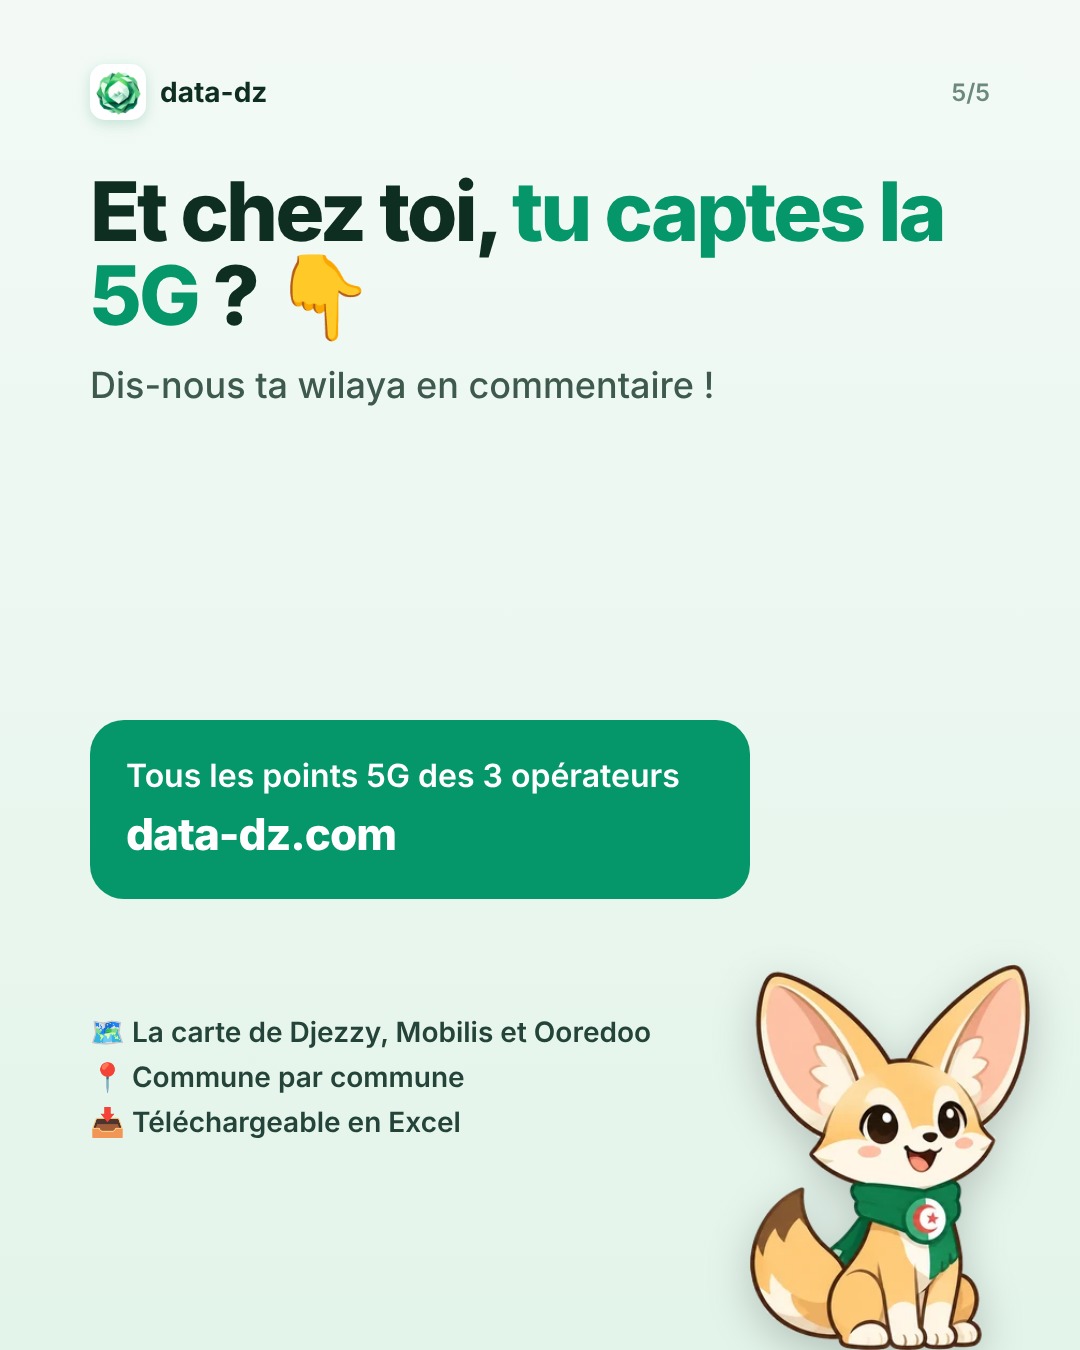 data-dz
5/5
Et chez toi, tu captes la
5G ? 👇
Dis-nous ta wilaya en commentaire !
Tous les points 5G des 3 opérateurs
data-dz.com
🗺️ La carte de Djezzy, Mobilis et Ooredoo
📍 Commune par commune
📥 Téléchargeable en Excel